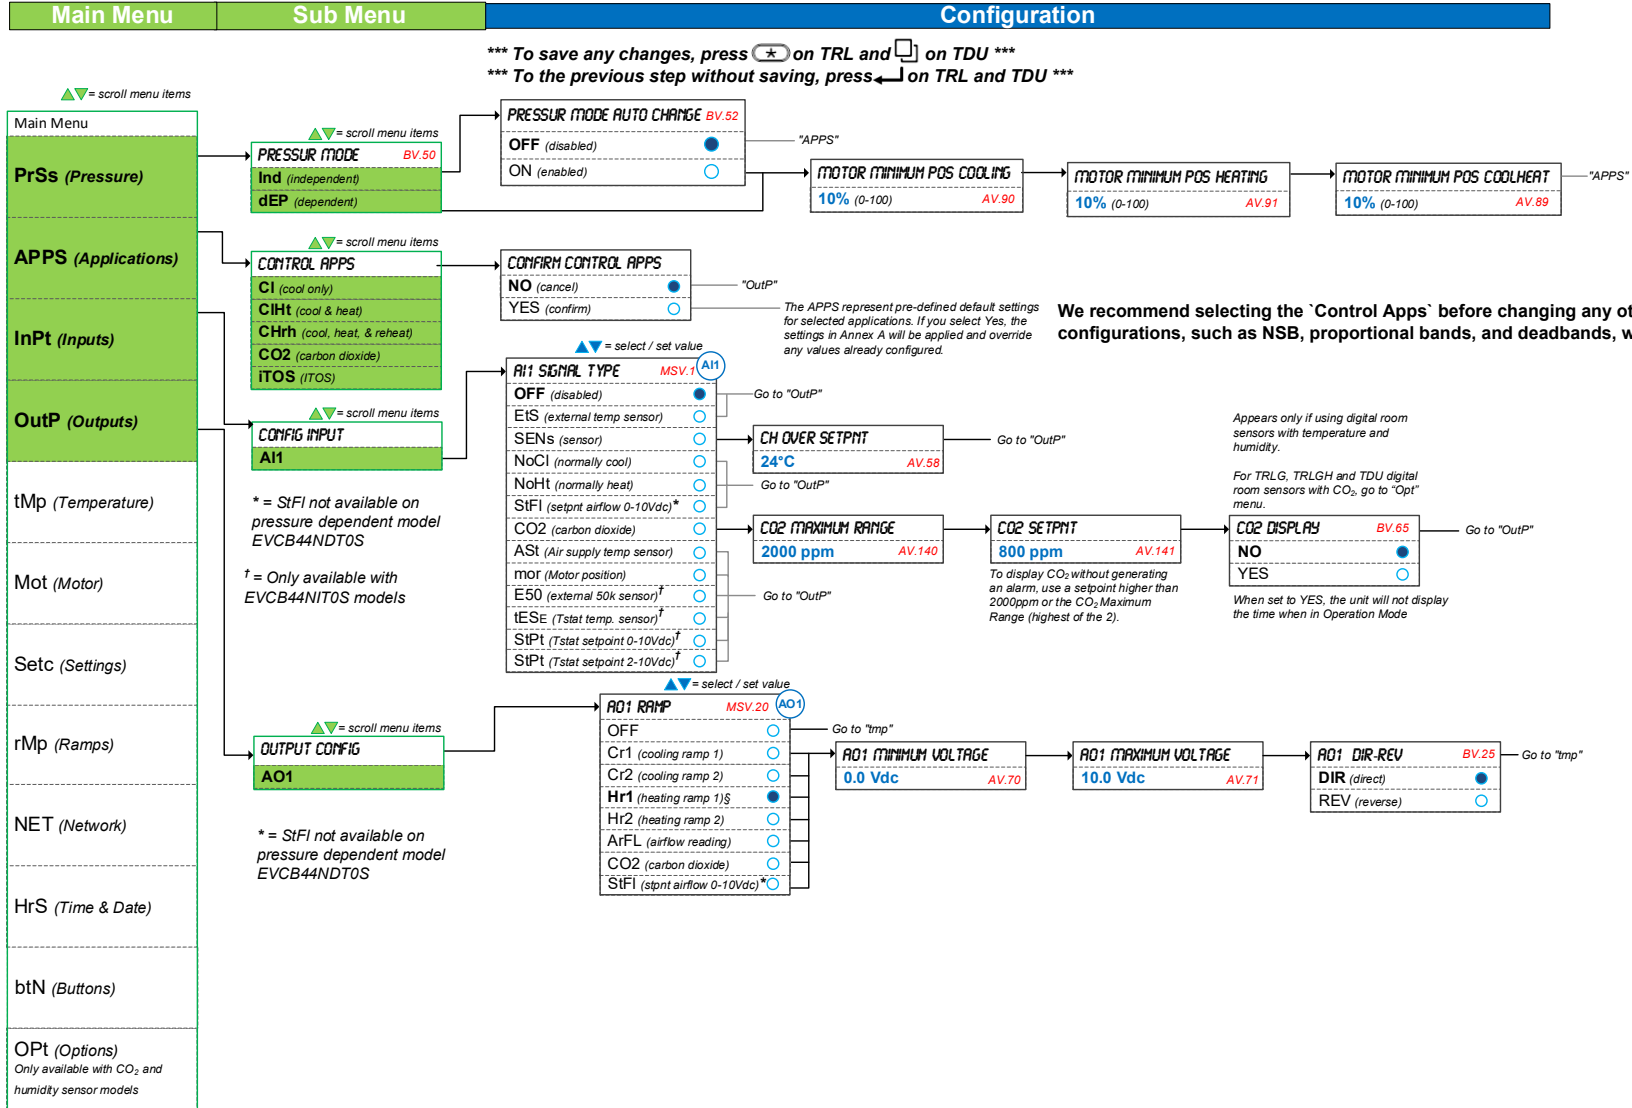 Main Menu
Sub Menu
Configuration
*** To save any changes, press * on TRL and on TDU ***
*** To the previous step without saving, press on TRL and TDU ***
= scroll menu items
Main Menu
PrSs (Pressure)
APPS (Applications)
InPt (Inputs)
OutP (Outputs)
tMp (Temperature)
Mot (Motor)
Setc (Settings)
rMp (Ramps)
NET (Network)
HrS (Time & Date)
btN (Buttons)
OPt (Options)
Only available with CO2 and
humidity sensor models
= scroll menu items
PRESSUR MODE BV.50
Ind (independent)
dEP (dependent)
PRESSUR MODE AUTO CHANGE BV.52
OFF (disabled)
ON (enabled)
"APPS"
MOTOR MINIMUM POS COOLING
10% (0-100) AV.90
MOTOR MINIMUM POS HEATING
10% (0-100) AV.91
MOTOR MINIMUM POS COOLHEAT
10% (0-100) AV.89
"APPS"
= scroll menu items
CONTROL APPS
Cl (cool only)
ClHt (cool & heat)
CHrh (cool, heat, & reheat)
CO2 (carbon dioxide)
iTOS (ITOS)
CONFIRM CONTROL APPS
NO (cancel)
YES (confirm)
"OutP"
The APPS represent pre-defined default settings
for selected applications. If you select Yes, the
settings in Annex A will be applied and override
any values already configured.
We recommend selecting the `Control Apps` before changing any ot
configurations, such as NSB, proportional bands, and deadbands, w
= scroll menu items
CONFIG INPUT
AI1
* = StFl not available on
pressure dependent model
EVCB44NDT0S
† = Only available with
EVCB44NIT0S models
= select / set value
AI1 SIGNAL TYPE MSV.1 AI1
OFF (disabled)
EtS (external temp sensor)
SENs (sensor)
NoCl (normally cool)
NoHt (normally heat)
StFl (setpnt airflow 0-10Vdc)*
CO2 (carbon dioxide)
ASt (Air supply temp sensor)
mor (Motor position)
E50 (external 50k sensor)†
tESE (Tstat temp. sensor)†
StPt (Tstat setpoint 0-10Vdc)†
StPt (Tstat setpoint 2-10Vdc)†
Go to "OutP"
CH OVER SETPNT
24°C AV.58
Go to "OutP"
Go to "OutP"
CO2 MAXIMUM RANGE
2000 ppm AV.140
CO2 SETPNT
800 ppm AV.141
To display CO2 without generating
an alarm, use a setpoint higher than
2000ppm or the CO2 Maximum
Range (highest of the 2).
Appears only if using digital room
sensors with temperature and
humidity.
For TRLG, TRLGH and TDU digital
room sensors with CO2, go to "Opt"
menu.
CO2 DISPLAY BV.65
NO
YES
Go to "OutP"
When set to YES, the unit will not display
the time when in Operation Mode
Go to "OutP"
= scroll menu items
OUTPUT CONFIG
AO1
* = StFl not available on
pressure dependent model
EVCB44NDT0S
= select / set value
AO1 RAMP MSV.20 AO1
OFF
Cr1 (cooling ramp 1)
Cr2 (cooling ramp 2)
Hr1 (heating ramp 1)§
Hr2 (heating ramp 2)
ArFL (airflow reading)
CO2 (carbon dioxide)
StFl (stpnt airflow 0-10Vdc)*
Go to "tmp"
AO1 MINIMUM VOLTAGE
0.0 Vdc AV.70
AO1 MAXIMUM VOLTAGE
10.0 Vdc AV.71
AO1 DIR-REV BV.25
DIR (direct)
REV (reverse)
Go to "tmp"